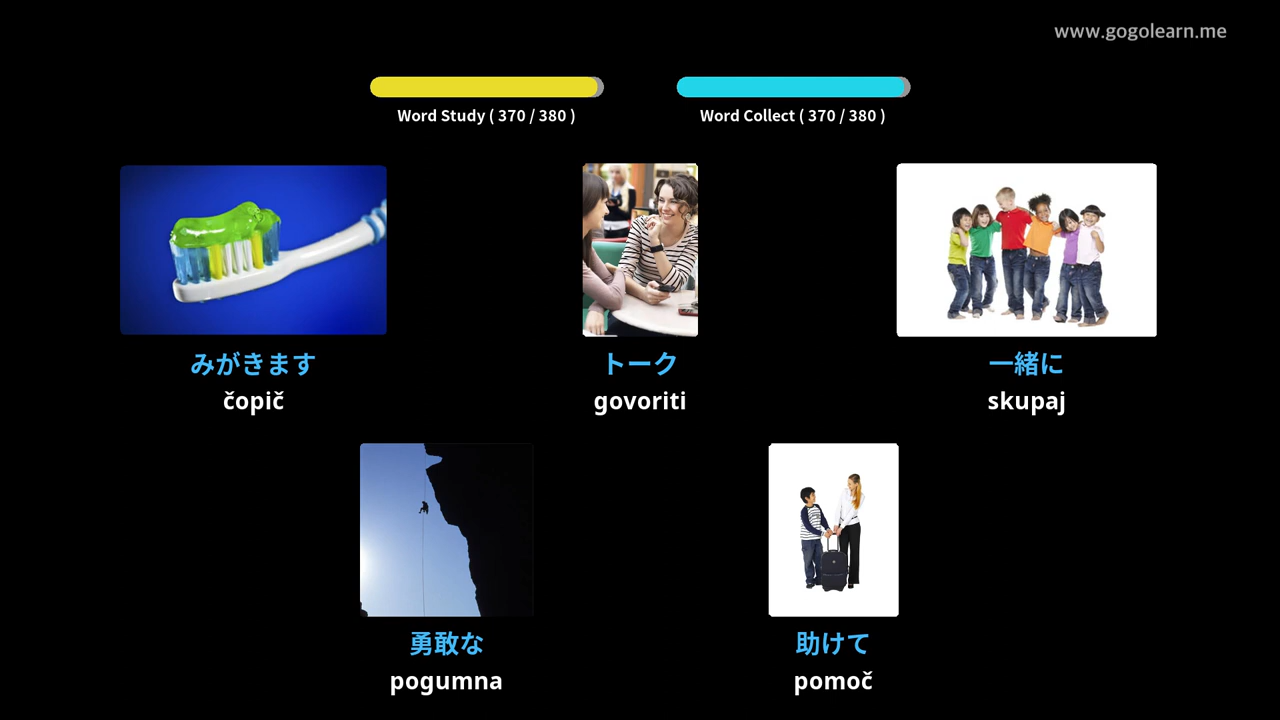 www.gogolearn.me
Word Study ( 370 / 380 )
Word Collect ( 370 / 380 )
みがきます
čopič
トーク
govoriti
一緒に
skupaj
勇敢な
pogumna
助けて
pomoč